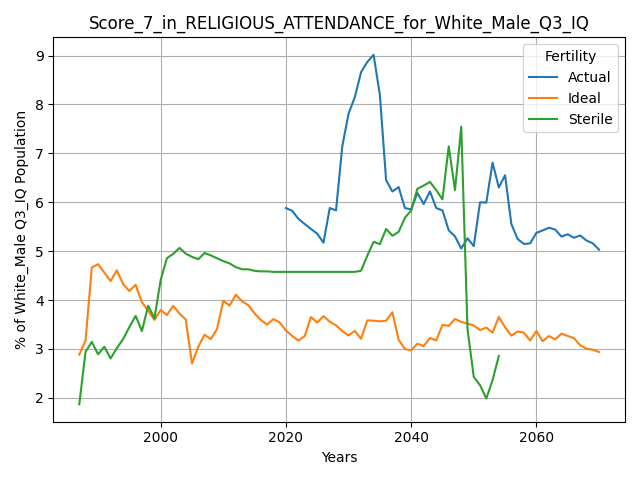 Score_7_in_RELIGIOUS_ATTENDANCE_for_White_Male_Q3_IQ
% of White_Male Q3_IQ Population
9
8
7
6
5
4
3
2
Fertility
Actual
Ideal
Sterile
2000
2020
2040
2060
Years